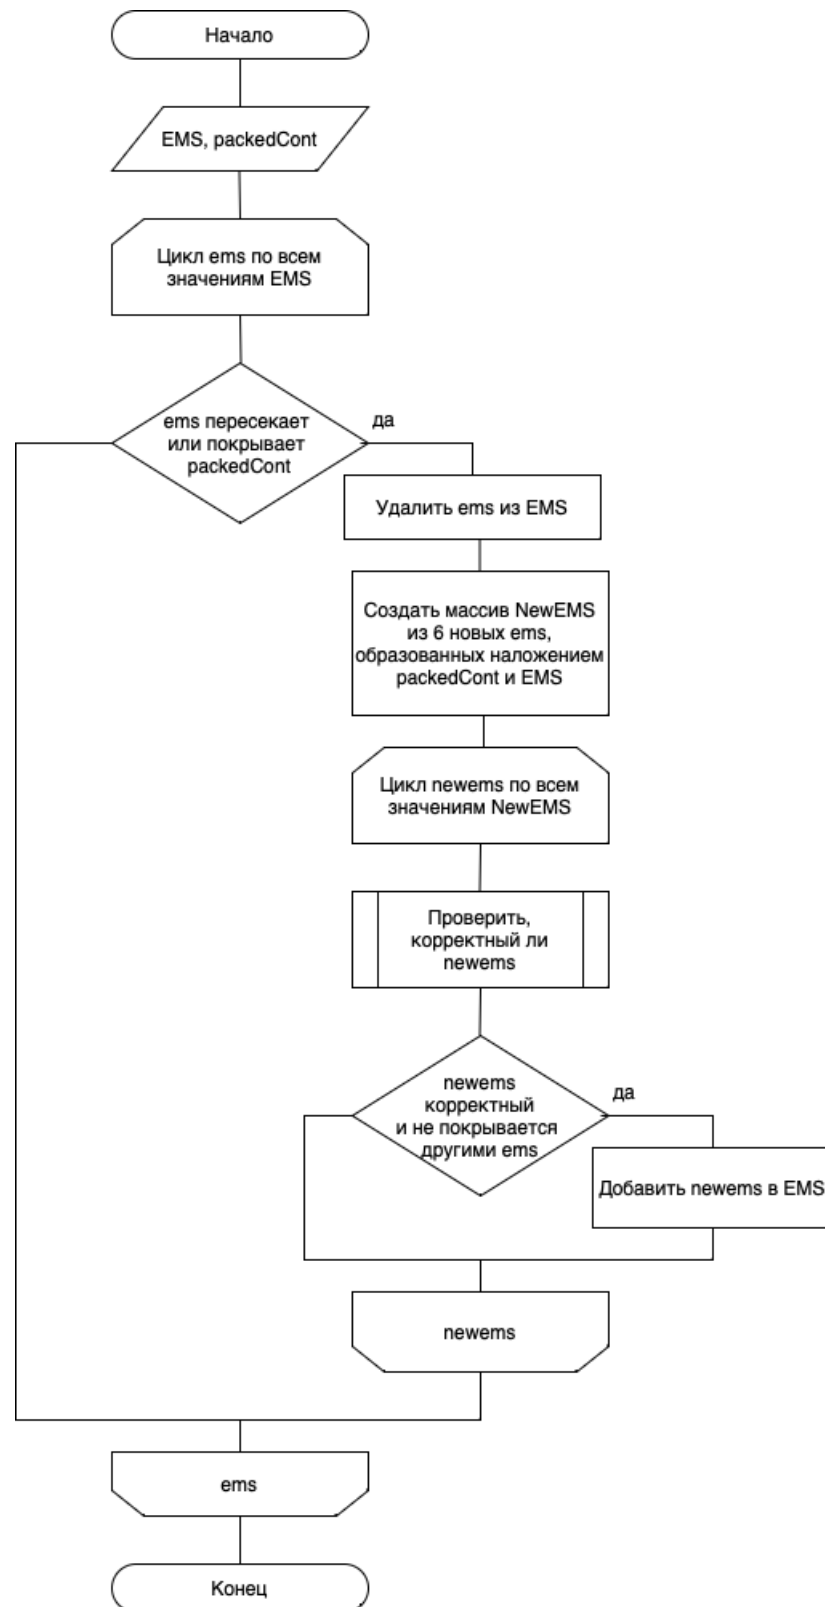 Начало
EMS, packedCont
Цикл ems по всем
значениям EMS
ems пересекает
или покрывает
packedCont
да
Удалить ems из EMS
Создать массив NewEMS
из 6 новых ems,
образованных наложением
packedCont и EMS
Цикл newems по всем
значениям NewEMS
Проверить,
корректный ли
newems
newems
корректный
и не покрывается
другими ems
да
Добавить newems в EMS
newems
ems
Конец